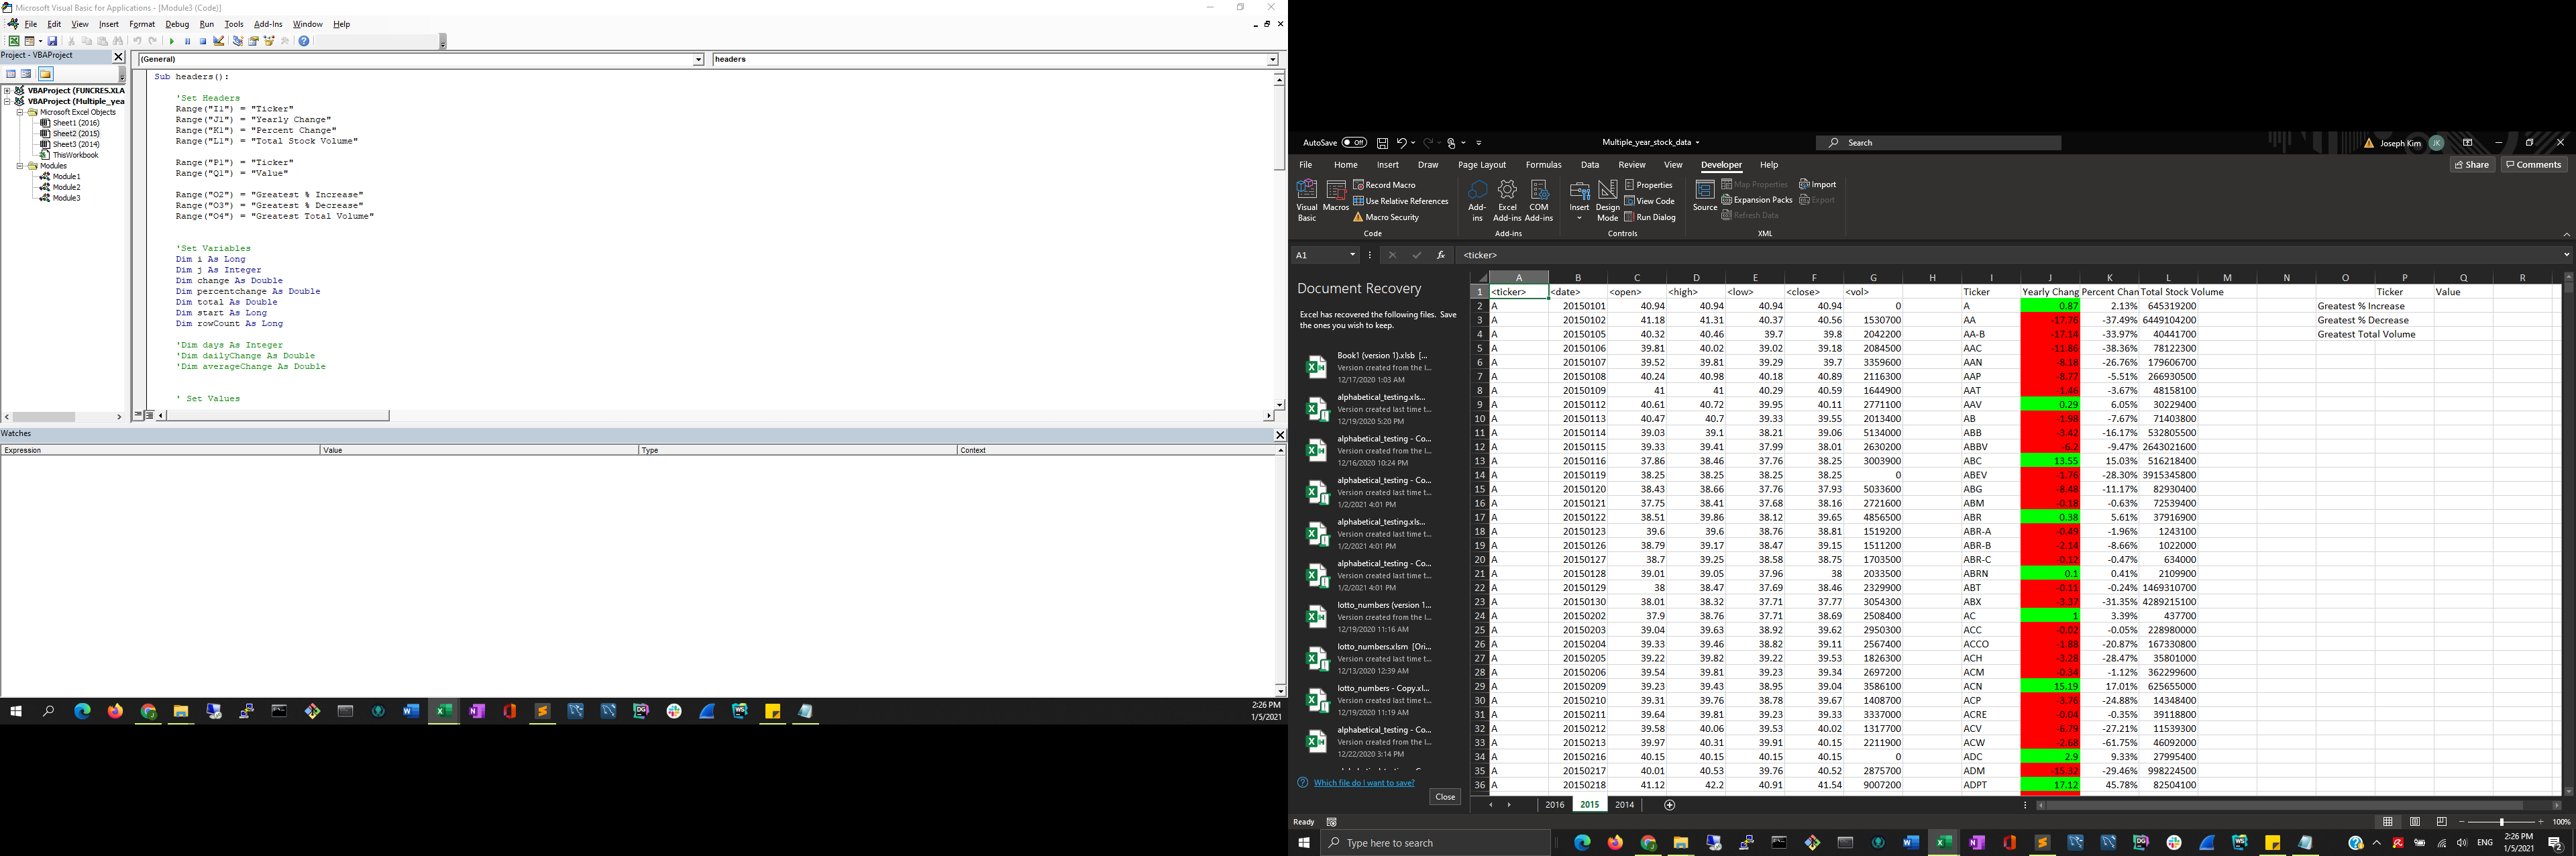 Microsoft Visual Basic for Applications - [Module3 (Code)]
File Edit View Insert Format Debug Run Tools Add-Ins Window Help
Project - VBAProject
VBAProject (FUNCRES.XLA
VBAProject (Multiple_yea
Microsoft Excel Objects
Sheet1 (2016)
Sheet2 (2015)
Sheet3 (2014)
ThisWorkbook
Modules
Module1
Module2
Module3
(General) headers
Sub headers():
'Set Headers
Range("I1") = "Ticker"
Range("J1") = "Yearly Change"
Range("K1") = "Percent Change"
Range("L1") = "Total Stock Volume"
Range("P1") = "Ticker"
Range("Q1") = "Value"
Range("O2") = "Greatest % Increase"
Range("O3") = "Greatest % Decrease"
Range("O4") = "Greatest Total Volume"
'Set Variables
Dim i As Long
Dim j As Integer
Dim change As Double
Dim percentchange As Double
Dim total As Double
Dim start As Long
Dim rowCount As Long
'Dim days As Integer
'Dim dailyChange As Double
'Dim averageChange As Double
' Set Values
Watches
Expression Value Type Context
2:26 PM
1/5/2021
AutoSave Off Multiple_year_stock_data Search Joseph Kim JK
File Home Insert Draw Page Layout Formulas Data Review View Developer Help Share Comments
Visual Basic Macros Record Macro Use Relative References Macro Security
Add-ins Excel Add-ins COM Add-ins
Insert Design Mode Properties View Code Run Dialog
Source Map Properties Expansion Packs Refresh Data Import Export
Code Add-ins Controls XML
A1 fx <ticker>
Document Recovery
Excel has recovered the following files. Save
the ones you wish to keep.
Book1 (version 1).xlsb [...
Version created from the l...
12/17/2020 1:03 AM
alphabetical_testing.xls...
Version created last time t...
12/19/2020 5:20 PM
alphabetical_testing - Co...
Version created from the l...
12/16/2020 10:24 PM
alphabetical_testing - Co...
Version created last time t...
1/2/2021 4:01 PM
alphabetical_testing.xls...
Version created last time t...
1/2/2021 4:01 PM
alphabetical_testing - Co...
Version created last time t...
1/2/2021 4:01 PM
lotto_numbers (version 1...
Version created from the l...
12/19/2020 11:16 AM
lotto_numbers.xlsm [Ori...
Version created last time t...
12/13/2020 12:39 AM
lotto_numbers - Copy.xl...
Version created last time t...
12/19/2020 11:19 AM
alphabetical_testing - Co...
Version created from the l...
12/22/2020 3:14 PM
Which file do I want to save?
Close
A B C D E F G H I J K L M N O P Q R
1 <ticker> <date> <open> <high> <low> <close> <vol> Ticker Yearly Chang Percent Chan Total Stock Volume Ticker Value
2 A 20150101 40.94 40.94 40.94 40.94 0 A 0.87 2.13% 645319200 Greatest % Increase
3 A 20150102 41.18 41.31 40.37 40.56 1530700 AA -17.76 -37.49% 6449104200 Greatest % Decrease
4 A 20150105 40.32 40.46 39.7 39.8 2042200 AA-B -17.14 -33.97% 40441700 Greatest Total Volume
5 A 20150106 39.81 40.02 39.02 39.18 2084500 AAC -11.86 -38.36% 78122300
6 A 20150107 39.52 39.81 39.29 39.7 3359600 AAN -8.18 -26.76% 179606700
7 A 20150108 40.24 40.98 40.18 40.89 2116300 AAP -8.77 -5.51% 266930500
8 A 20150109 41 41 40.29 40.59 1644900 AAT -1.46 -3.67% 48158100
9 A 20150112 40.61 40.72 39.95 40.11 2771100 AAV 0.29 6.05% 30229400
10 A 20150113 40.47 40.7 39.33 39.55 2013400 AB -1.98 -7.67% 71403800
11 A 20150114 39.03 39.1 38.21 39.06 5134000 ABB -3.42 -16.17% 532805500
12 A 20150115 39.33 39.41 37.99 38.01 2630200 ABBV -6.2 -9.47% 2643021600
13 A 20150116 37.86 38.46 37.76 38.25 3003900 ABC 13.55 15.03% 516218400
14 A 20150119 38.25 38.25 38.25 38.25 0 ABEV -1.76 -28.30% 3915345800
15 A 20150120 38.43 38.66 37.76 37.93 5033600 ABG -8.48 -11.17% 82930400
16 A 20150121 37.75 38.41 37.68 38.16 2721600 ABM -0.18 -0.63% 72539400
17 A 20150122 38.51 39.86 38.12 39.65 4856500 ABR 0.38 5.61% 37916900
18 A 20150123 39.6 39.6 38.76 38.81 1519200 ABR-A -0.49 -1.96% 1243100
19 A 20150126 38.79 39.17 38.47 39.15 1511200 ABR-B -2.14 -8.66% 1022000
20 A 20150127 38.7 39.25 38.58 38.75 1703500 ABR-C -0.12 -0.47% 634000
21 A 20150128 39.01 39.05 37.96 38 2033500 ABRN 0.1 0.41% 2109900
22 A 20150129 38 38.47 37.69 38.46 2329900 ABT -0.11 -0.24% 1469310700
23 A 20150130 38.01 38.32 37.71 37.77 3054300 ABX -3.37 -31.35% 4289215100
24 A 20150202 37.9 38.76 37.71 38.69 2508400 AC 1 3.39% 437700
25 A 20150203 39.04 39.63 38.92 39.62 2950300 ACC -0.02 -0.05% 228980000
26 A 20150204 39.33 39.46 38.82 39.11 2567400 ACCO -1.88 -20.87% 167330800
27 A 20150205 39.22 39.82 39.22 39.53 1826300 ACH -3.28 -28.47% 35801000
28 A 20150206 39.54 39.81 39.23 39.34 2697200 ACM -0.34 -1.12% 362299600
29 A 20150209 39.23 39.43 38.95 39.04 3586100 ACN 15.19 17.01% 625655000
30 A 20150210 39.31 39.76 38.78 39.67 1408700 ACP -3.76 -24.88% 14348400
31 A 20150211 39.64 39.81 39.23 39.33 3337000 ACRE -0.04 -0.35% 39118800
32 A 20150212 39.58 40.06 39.53 40.02 1317700 ACV -6.79 -27.21% 11539300
33 A 20150213 39.97 40.31 39.91 40.15 2211900 ACW -2.68 -61.75% 46092000
34 A 20150216 40.15 40.15 40.15 40.15 0 ADC 2.9 9.33% 27995400
35 A 20150217 40.01 40.53 39.76 40.52 2875700 ADM -15.32 -29.46% 998224500
36 A 20150218 41.12 42.2 40.91 41.54 9007200 ADPT 17.12 45.78% 82504100
2016 2015 2014
Ready 100%
Type here to search
ENG
2:26 PM
1/5/2021